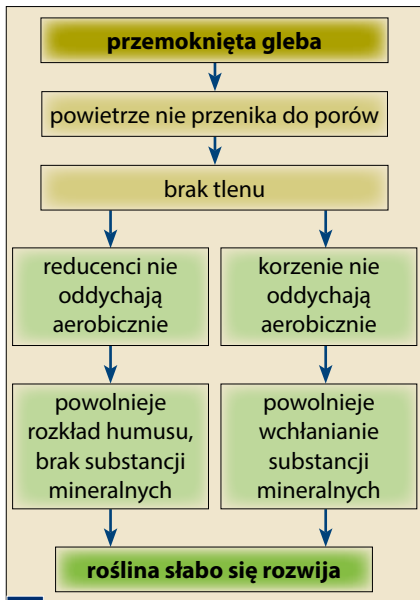 przemoknięta gleba
powietrze nie przenika do porów
brak tlenu
reducenci nie
oddychają
aerobicznie
powolnieje
rozkład humusu,
brak substancji
mineralnych
korzenie nie
oddychają
aerobicznie
powolnieje
wchłanianie
substancji
mineralnych
roślina słabo się rozwija